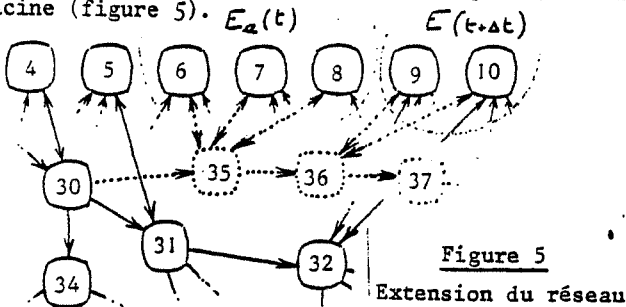 cine (figure 5). Ea(t) E(t+Δt)
4 5 6 7 8 9 10
30 35 36 37
31 32
34
Figure 5
Extension du réseau